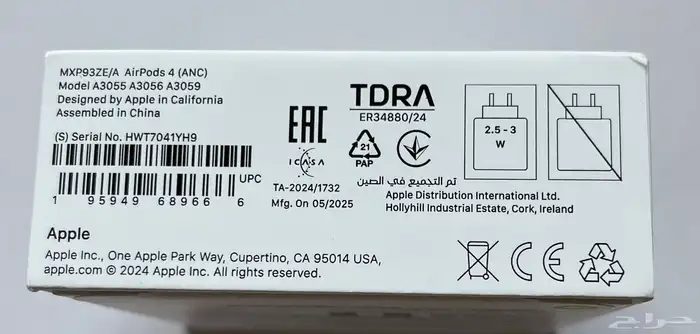 MXP93ZE/A AirPods 4 (ANC)
Model A3055 A3056 A3059
Designed by Apple in California
Assembled in China
(S) Serial No. HWT7041YH9
UPC
1 95949 68966 6
EAC
ICASA
TA-2024/1732
Mfg. On 05/2025
TDRA
ER34880/24
21
PAP
تم التجميع في الصين
2.5 - 3
W
Apple Distribution International Ltd.
Hollyhill Industrial Estate, Cork, Ireland
Apple
Apple Inc., One Apple Park Way, Cupertino, CA 95014 USA,
apple.com © 2024 Apple Inc. All rights reserved.
CE
حراج